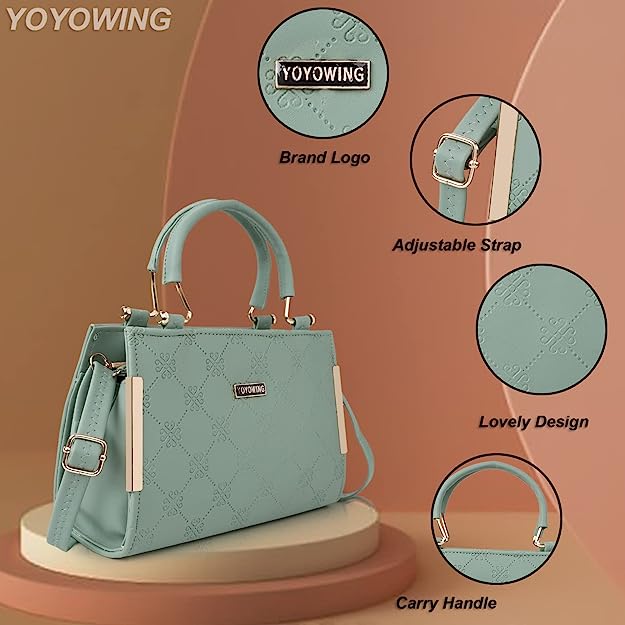 YOYOWING
YOYOWING
Brand Logo
Adjustable Strap
YOYOWING
Lovely Design
Carry Handle